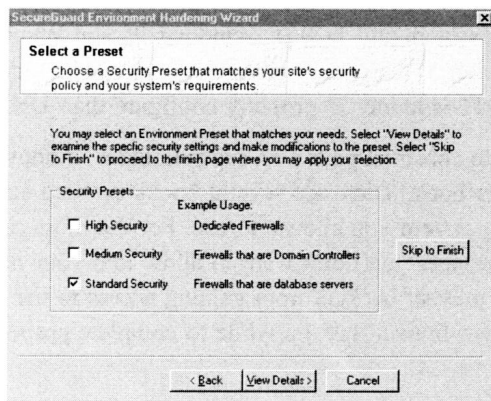 SecureGuard Environment Hardening Wizard
Select a Preset
Choose a Security Preset that matches your site's security
policy and your system's requirements.
You may select an Environment Preset that matches your needs. Select "View Details" to
examine the specfic security settings and make modifications to the preset. Select "Skip
to Finish" to proceed to the finish page where you may apply your selection.
Security Presets
Example Usage:
High Security Dedicated Firewalls
Medium Security Firewalls that are Domain Controllers
Skip to Finish
Standard Security Firewalls that are database servers
< Back View Details > Cancel